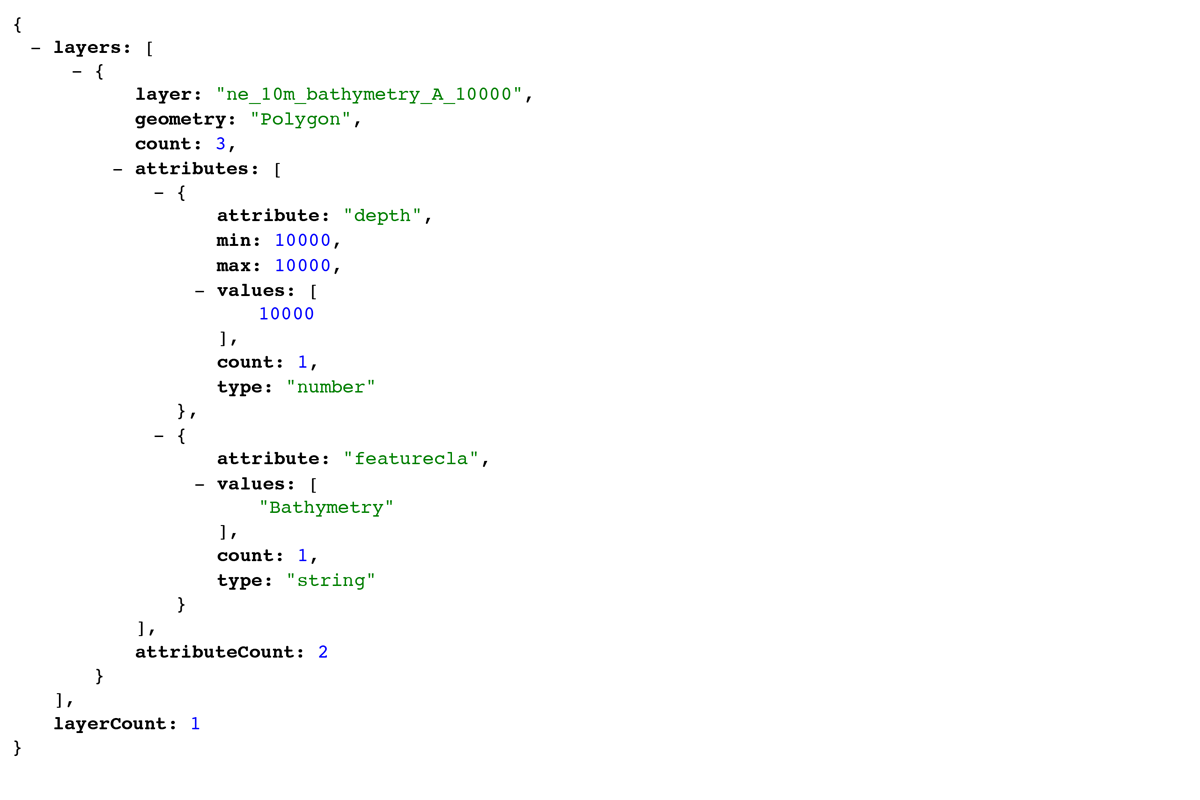 {
- layers: [
- {
layer: "ne_10m_bathymetry_A_10000",
geometry: "Polygon",
count: 3,
- attributes: [
- {
attribute: "depth",
min: 10000,
max: 10000,
- values: [
10000
],
count: 1,
type: "number"
},
- {
attribute: "featurecla",
- values: [
"Bathymetry"
],
count: 1,
type: "string"
}
],
attributeCount: 2
}
],
layerCount: 1
}